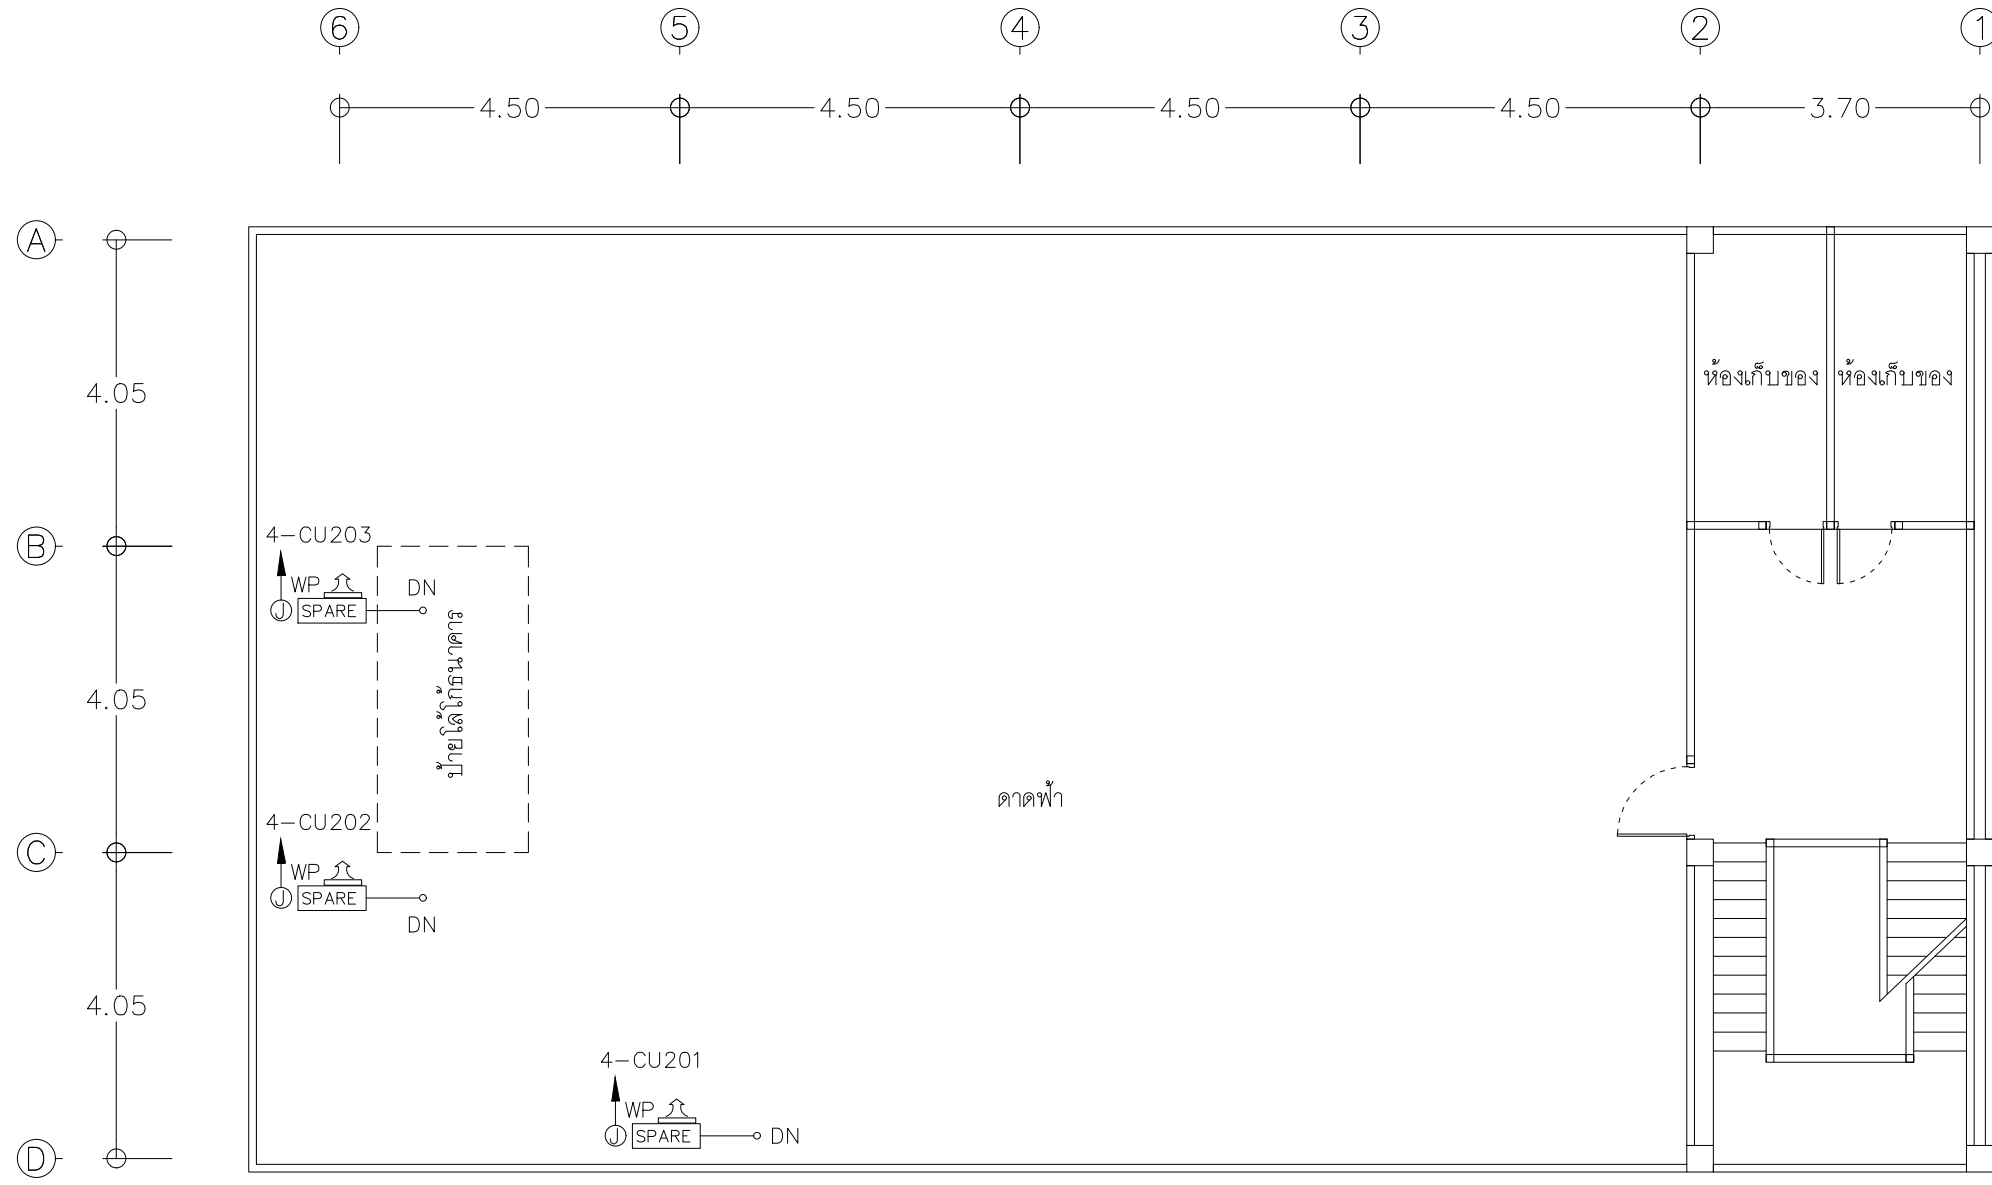 6 5 4 3 2 1
4.50 4.50 4.50 4.50 3.70
A
4.05
ห้องเก็บของ ห้องเก็บของ
4-CU203
B
WP DN
J SPARE
ป้ายโลโก้ธนาคาร
4.05
ดาดฟ้า
4-CU202
C
WP
J SPARE
DN
4.05
4-CU201
WP
J SPARE DN
D